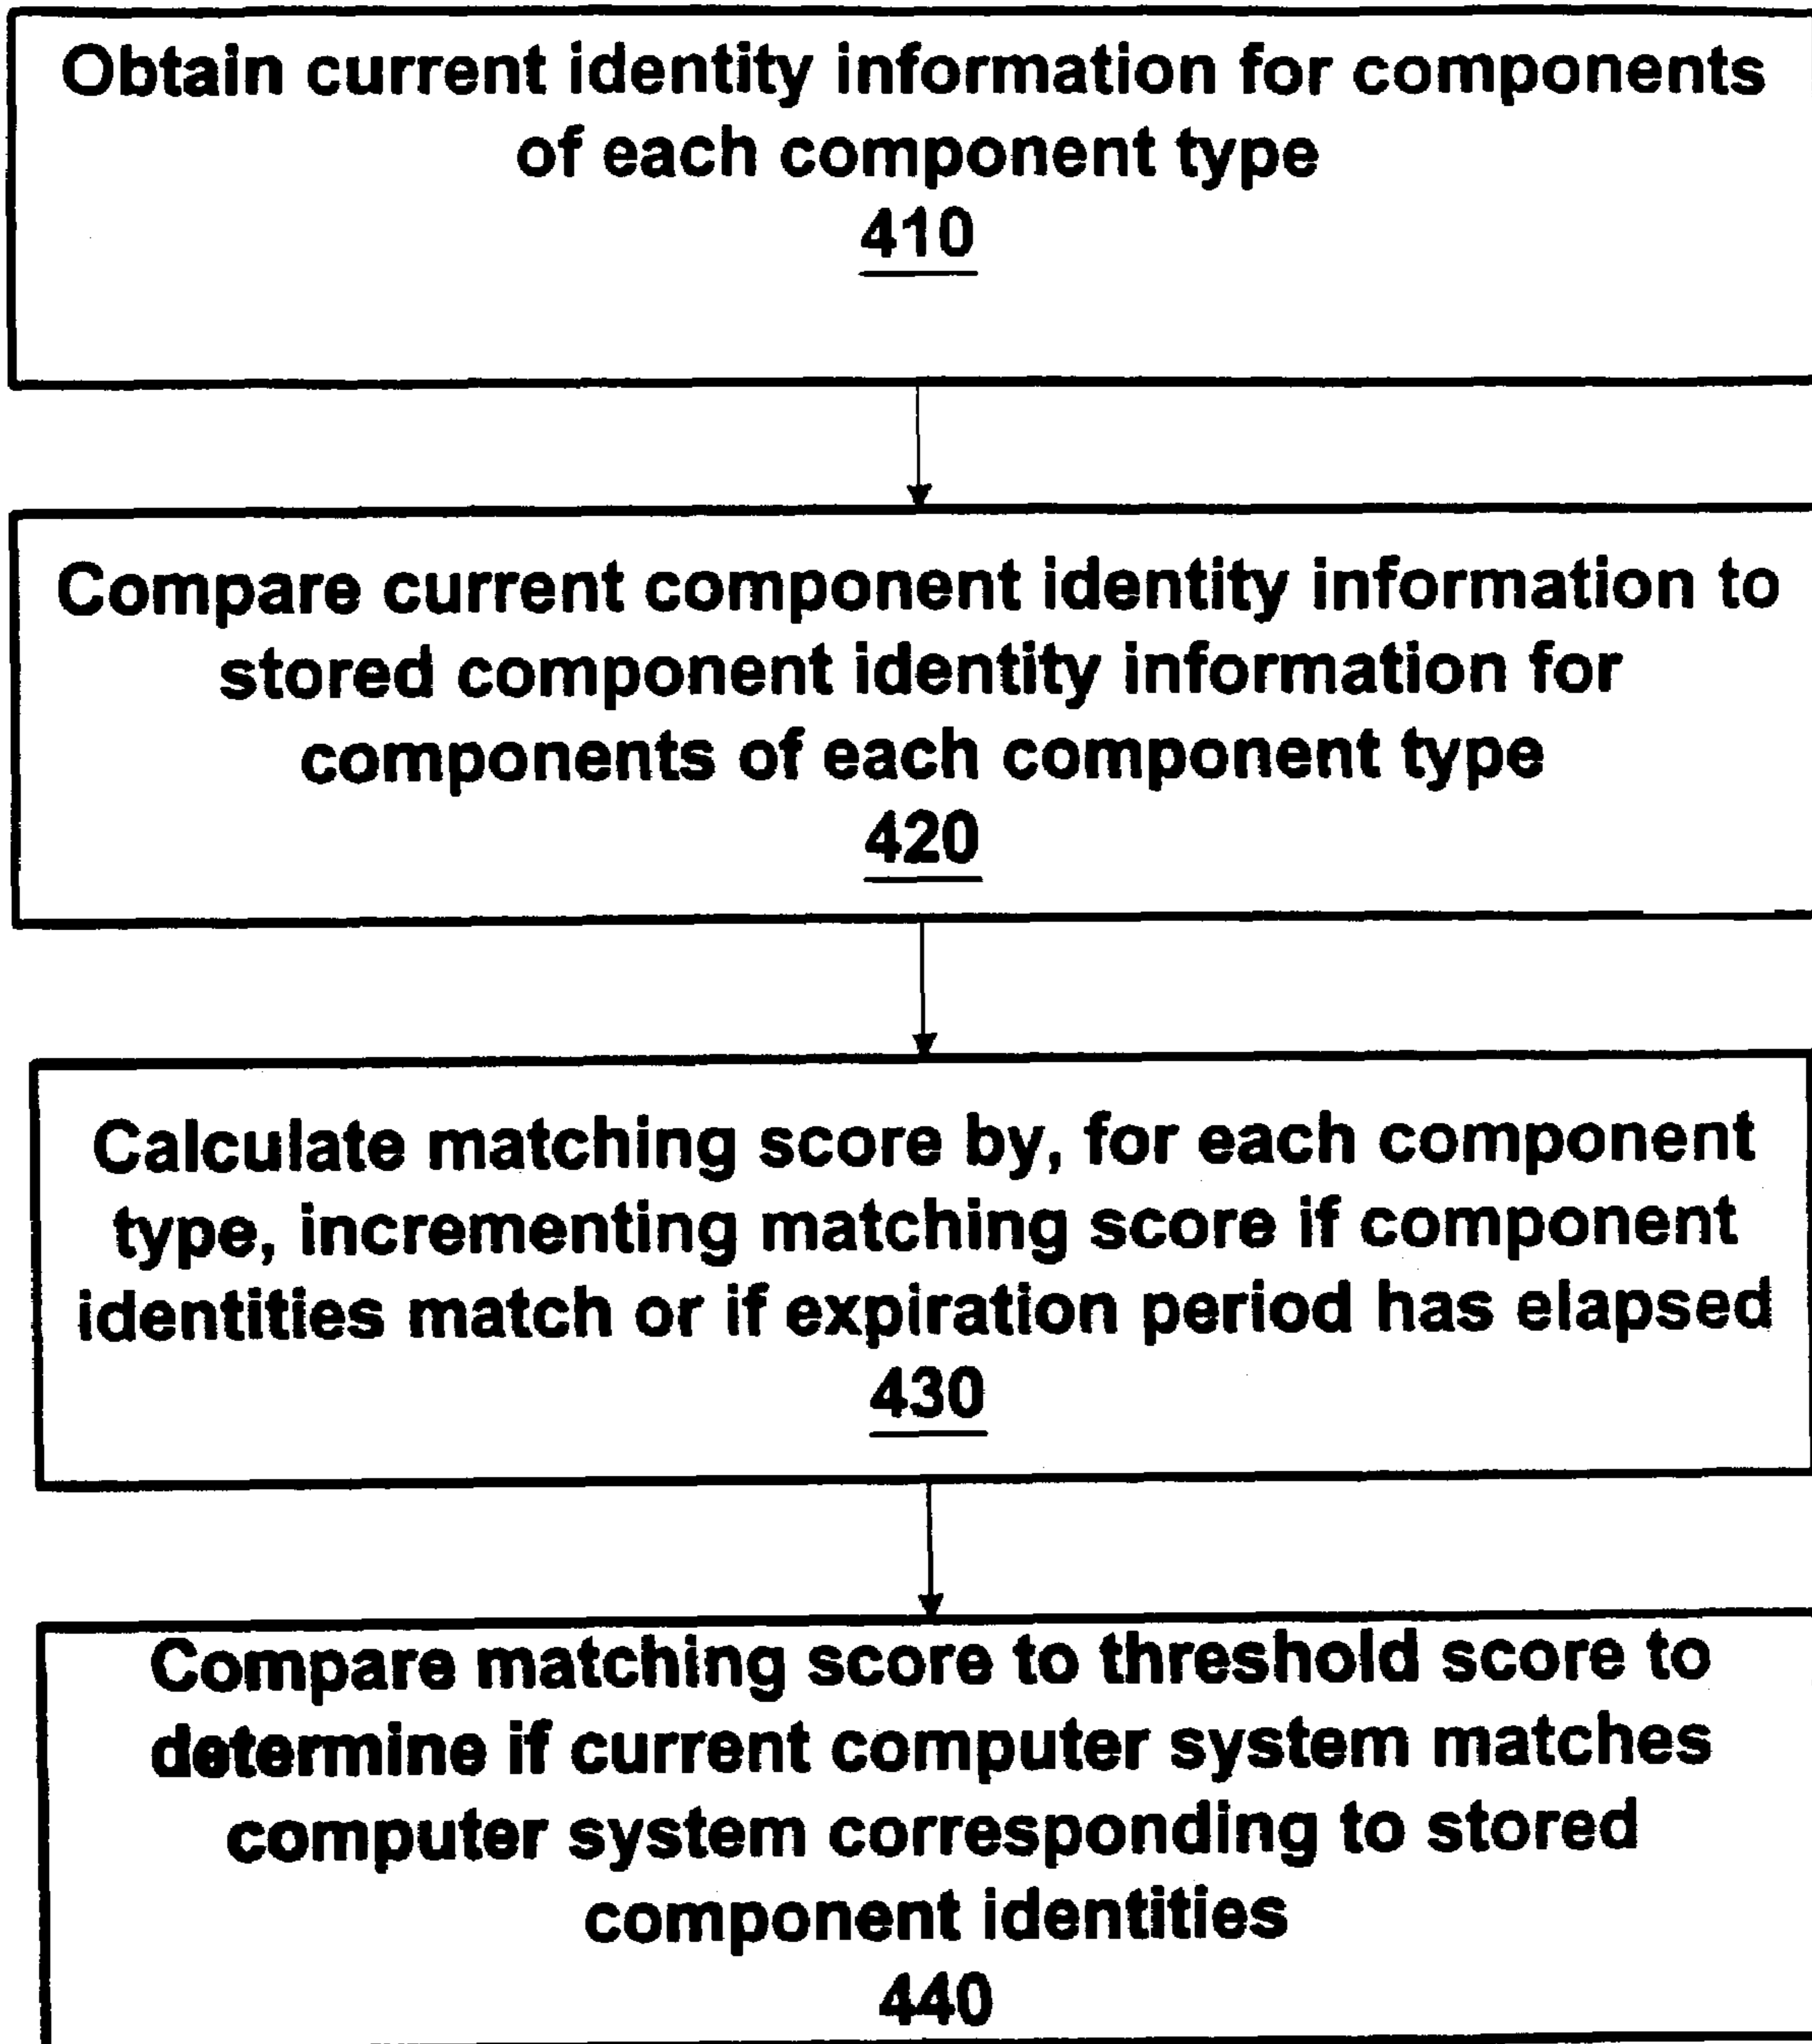 Obtain current identity information for components
of each component type
410
Compare current component identity information to
stored component identity information for
components of each component type
420
Calculate matching score by, for each component
type, incrementing matching score if component
identities match or if expiration period has elapsed
430
Compare matching score to threshold score to
determine if current computer system matches
computer system corresponding to stored
component identities
440